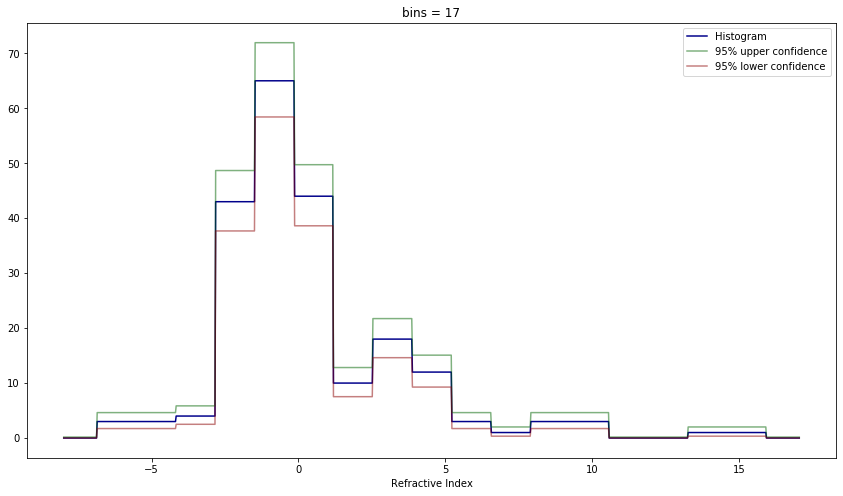 bins = 17
Histogram
95% upper confidence
95% lower confidence
70
60
50
40
30
20
10
0
−5
0
5
10
15
Refractive Index